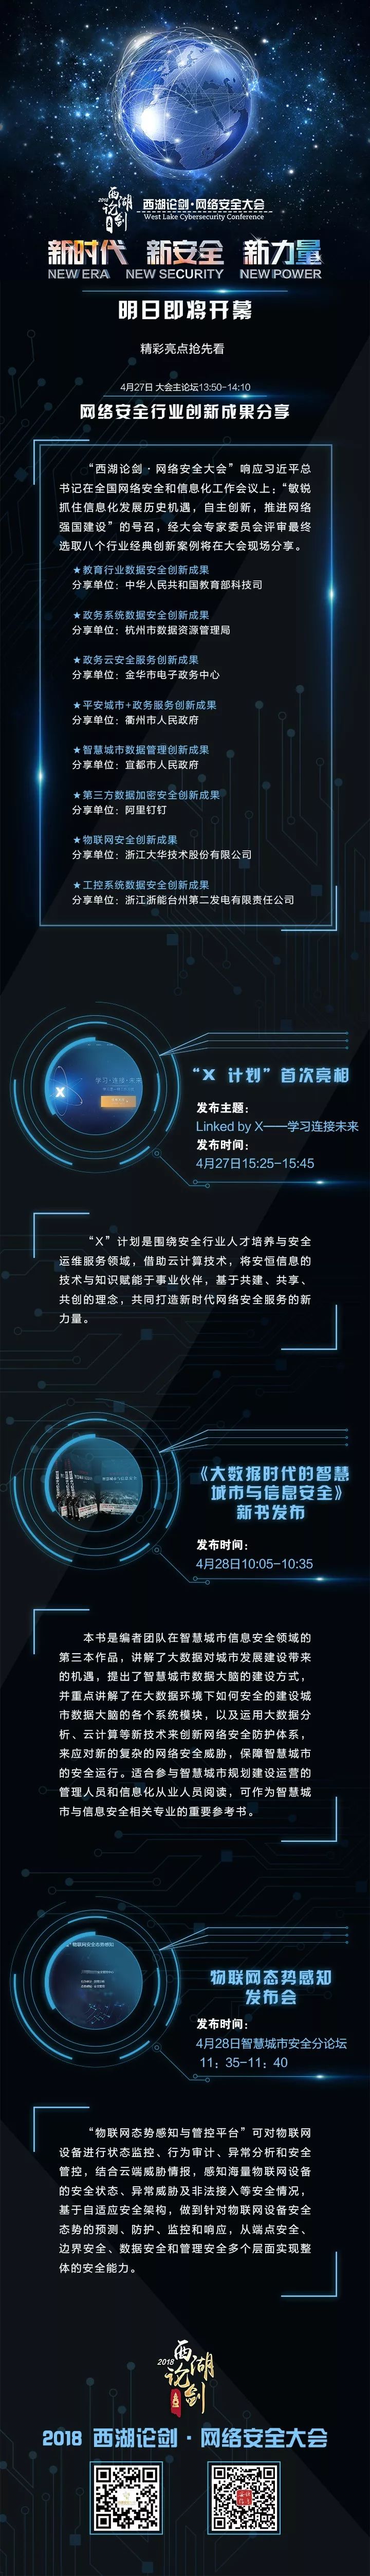 2018
西湖论剑
西湖论剑·网络安全大会
West Lake Cybersecurity Conference
新时代 新安全 新力量
NEW ERA NEW SECURITY NEW POWER
明日即将开幕
精彩亮点抢先看
4月27日 大会主论坛13:50-14:10
网络安全行业创新成果分享
“西湖论剑·网络安全大会”响应习近平总
书记在全国网络安全和信息化工作会议上：“敏锐
抓住信息化发展历史机遇，自主创新，推进网络
强国建设”的号召，经大会专家委员会评审最终
选取八个行业经典创新案例将在大会现场分享。
★教育行业数据安全创新成果
分享单位：中华人民共和国教育部科技司
★政务系统数据安全创新成果
分享单位：杭州市数据资源管理局
★政务云安全服务创新成果
分享单位：金华市电子政务中心
★平安城市+政务服务创新成果
分享单位：衢州市人民政府
★智慧城市数据管理创新成果
分享单位：宜都市人民政府
★第三方数据加密安全创新成果
分享单位：阿里钉钉
★物联网安全创新成果
分享单位：浙江大华技术股份有限公司
★工控系统数据安全创新成果
分享单位：浙江浙能台州第二发电有限责任公司
X
学习·连接·未来
“X 计划”首次亮相
发布主题：
Linked by X——学习连接未来
发布时间：
4月27日15:25-15:45
“X”计划是围绕安全行业人才培养与安全
运维服务领域，借助云计算技术，将安恒信息的
技术与知识赋能于事业伙伴，基于共建、共享、
共创的理念，共同打造新时代网络安全服务的新
力量。
《大数据时代的智慧
城市与信息安全》
新书发布
发布时间：
4月28日10:05-10:35
本书是编者团队在智慧城市信息安全领域的
第三本作品，讲解了大数据对城市发展建设带来
的机遇，提出了智慧城市数据大脑的建设方式，
并重点讲解了在大数据环境下如何安全的建设城
市数据大脑的各个系统模块，以及运用大数据分
析、云计算等新技术来创新网络安全防护体系，
来应对新的复杂的网络安全威胁，保障智慧城市
的安全运行。适合参与智慧城市规划建设运营的
管理人员和信息化从业人员阅读，可作为智慧城
市与信息安全相关专业的重要参考书。
物联网安全态势感知
物联网态势感知
发布会
发布时间：
4月28日智慧城市安全分论坛
11：35-11：40
“物联网态势感知与管控平台”可对物联网
设备进行状态监控、行为审计、异常分析和安全
管控，结合云端威胁情报，感知海量物联网设备
的安全状态、异常威胁及非法接入等安全情况，
基于自适应安全架构，做到针对物联网设备安全
态势的预测、防护、监控和响应，从端点安全、
边界安全、数据安全和管理安全多个层面实现整
体的安全能力。
2018
西湖论剑
2018 西湖论剑·网络安全大会